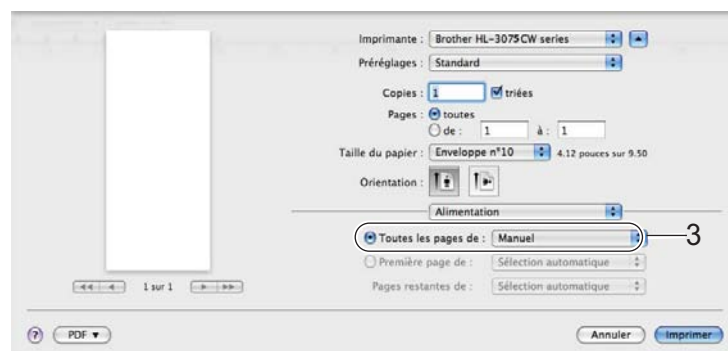 Imprimante : Brother HL-3075CW series
Préréglages : Standard
Copies : 1 triées
Pages : toutes
de : 1 à : 1
Taille du papier : Enveloppe n°10 4.12 pouces sur 9.50
Orientation :
Alimentation
Toutes les pages de : Manuel 3
Première page de : Sélection automatique
1 sur 1 Pages restantes de : Sélection automatique
? PDF Annuler Imprimer